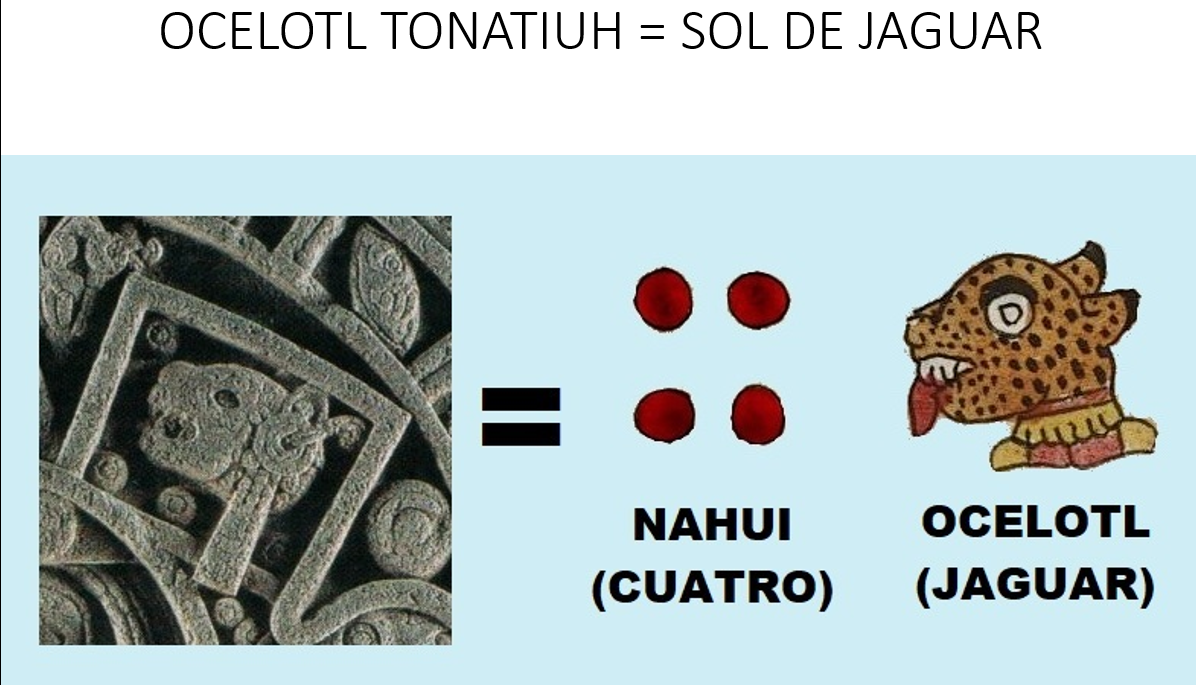 OCELOTL TONATIUH = SOL DE JAGUAR
=
NAHUI
(CUATRO)
OCELOTL
(JAGUAR)